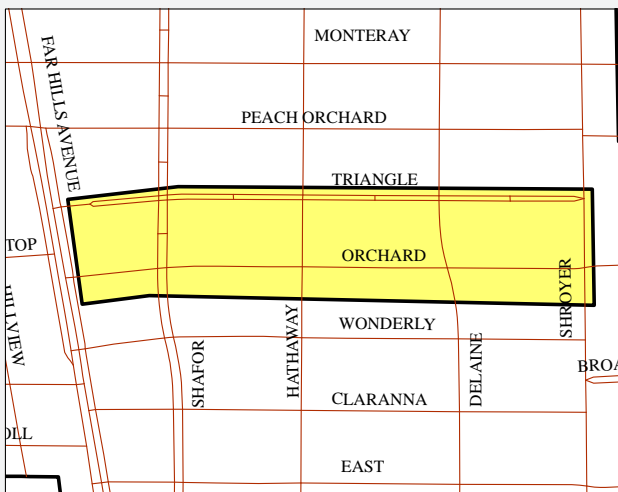 MONTERAY
FAR HILLS AVENUE
PEACH ORCHARD
TRIANGLE
TOP
ORCHARD
SHROYER
HILLVIEW
WONDERLY
HATHAWAY
DELAINE
SHAFOR
BROA
CLARANNA
OLL
EAST